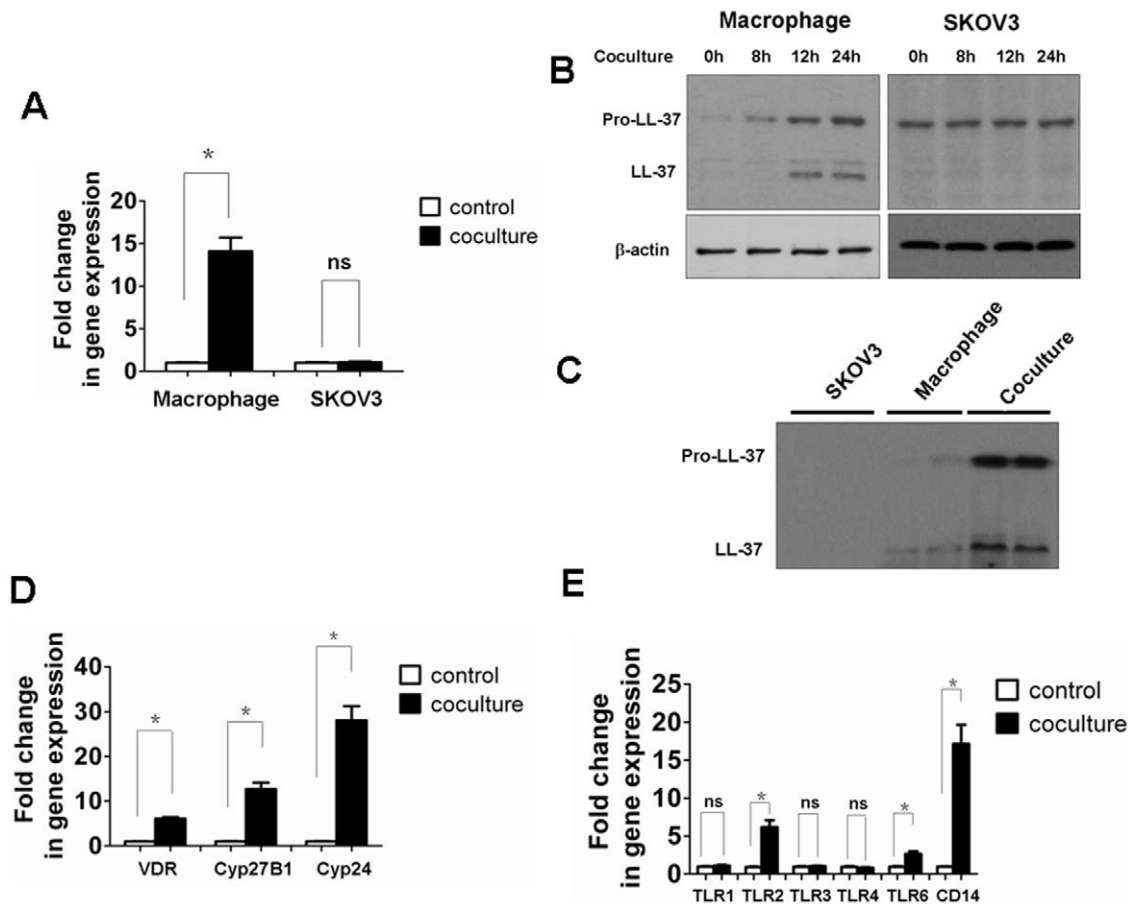 A
Fold change
in gene expression
20
15
10
5
0
*
ns
control
coculture
Macrophage SKOV3
B
Macrophage SKOV3
Coculture 0h 8h 12h 24h 0h 8h 12h 24h
Pro-LL-37
LL-37
β-actin
C
SKOV3 Macrophage Coculture
Pro-LL-37
LL-37
D
Fold change
in gene expression
40
30
20
10
0
* * *
control
coculture
VDR Cyp27B1 Cyp24
E
Fold change
in gene expression
25
20
15
10
5
0
ns * ns ns * *
control
coculture
TLR1 TLR2 TLR3 TLR4 TLR6 CD14